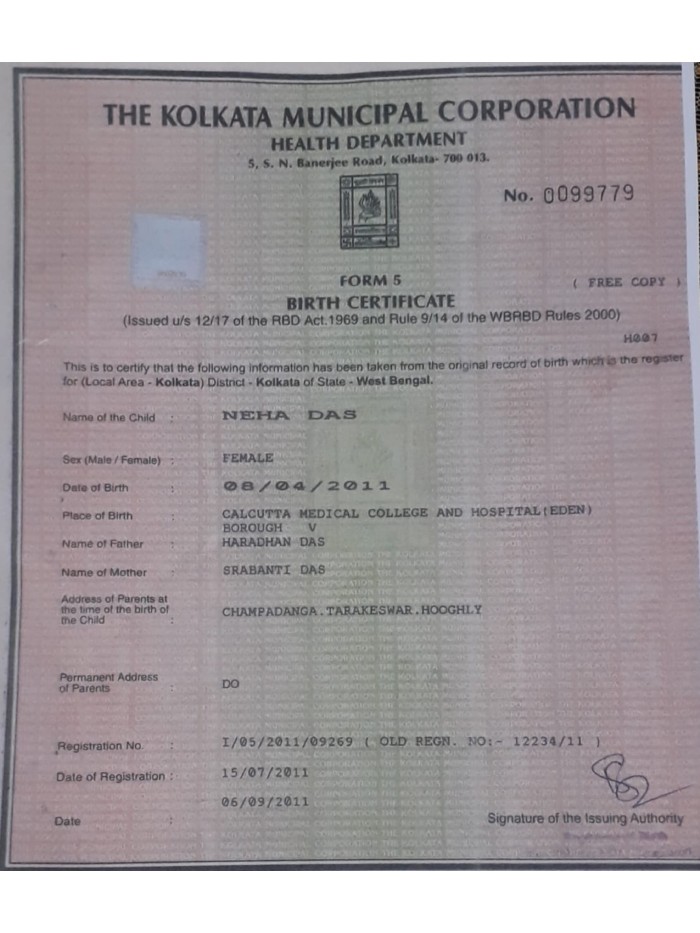 THE KOLKATA MUNICIPAL CORPORATION
HEALTH DEPARTMENT
5, S. N. Banerjee Road, Kolkata- 700 013.
No. 0099779
FORM 5
( FREE COPY )
BIRTH CERTIFICATE
(Issued u/s 12/17 of the RBD Act.1969 and Rule 9/14 of the WBRBD Rules 2000)
H007
This is to certify that the following information has been taken from the original record of birth which is the register
for (Local Area - Kolkata) District - Kolkata of State - West Bengal.
Name of the Child : NEHA DAS
Sex (Male / Female) : FEMALE
Date of Birth : 08/04/2011
Place of Birth : CALCUTTA MEDICAL COLLEGE AND HOSPITAL(EDEN)
BOROUGH V
Name of Father : HARADHAN DAS
Name of Mother : SRABANTI DAS
Address of Parents at
the time of the birth of
the Child : CHAMPADANGA.TARAKESWAR.HOOGHLY
Permanent Address
of Parents : DO
Registration No. : I/05/2011/09269 ( OLD REGN. NO:- 12234/11 )
Date of Registration : 15/07/2011
06/09/2011
Date :
Signature of the Issuing Authority